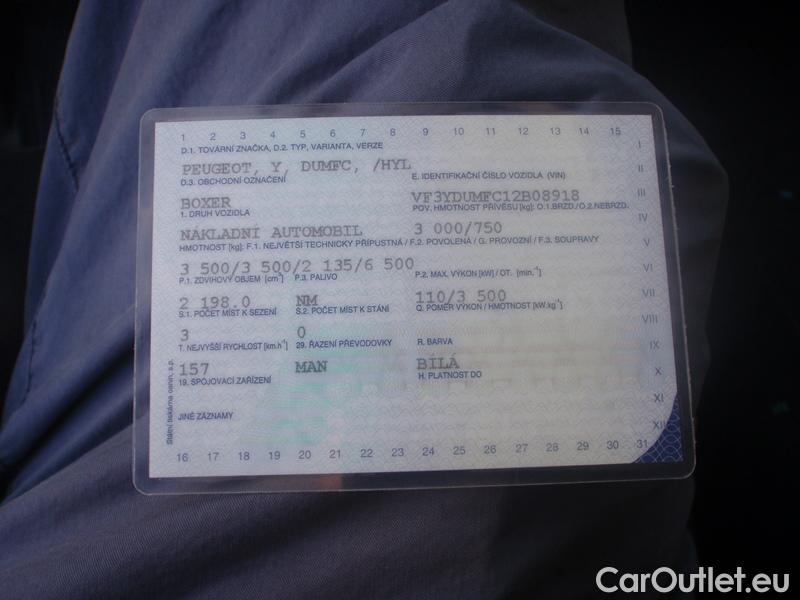 1 2 3 4 5 6 7 8 9 10 11 12 13 14 15
D.1. TOVÁRNÍ ZNAČKA, D.2. TYP, VARIANTA, VERZE
I
PEUGEOT, Y, DUMFC, /HYL
II
D.3. OBCHODNÍ OZNAČENÍ E. IDENTIFIKAČNÍ ČÍSLO VOZIDLA (VIN)
BOXER VF3YDUMFC12B08918
III
1. DRUH VOZIDLA POV. HMOTNOST PŘÍVĚSU [kg]: O.1.BRZD./O.2.NEBRZD.
IV
NÁKLADNÍ AUTOMOBIL 3 000/750
HMOTNOST [kg]: F.1. NEJVĚTŠÍ TECHNICKY PŘÍPUSTNÁ / F.2. POVOLENÁ / G. PROVOZNÍ / F.3. SOUPRAVY
V
3 500/3 500/2 135/6 500
VI
P.1. ZDVIHOVÝ OBJEM [cm³] P.3. PALIVO P.2. MAX. VÝKON [kW] / OT. [min.⁻¹]
2 198.0 NM 110/3 500
VII
S.1. POČET MÍST K SEZENÍ S.2. POČET MÍST K STÁNÍ Q. POMĚR VÝKON / HMOTNOST [kW.kg⁻¹]
3 0
VIII
T. NEJVYŠŠÍ RYCHLOST [km.h⁻¹] 29. ŘAZENÍ PŘEVODOVKY R. BARVA
IX
157 MAN BÍLÁ
19. SPOJOVACÍ ZAŘÍZENÍ H. PLATNOST DO
X
XI
JINÉ ZÁZNAMY
XII
Státní tiskárna cenin, s.p.
16 17 18 19 20 21 22 23 24 25 26 27 28 29 30 31
CarOutlet.eu